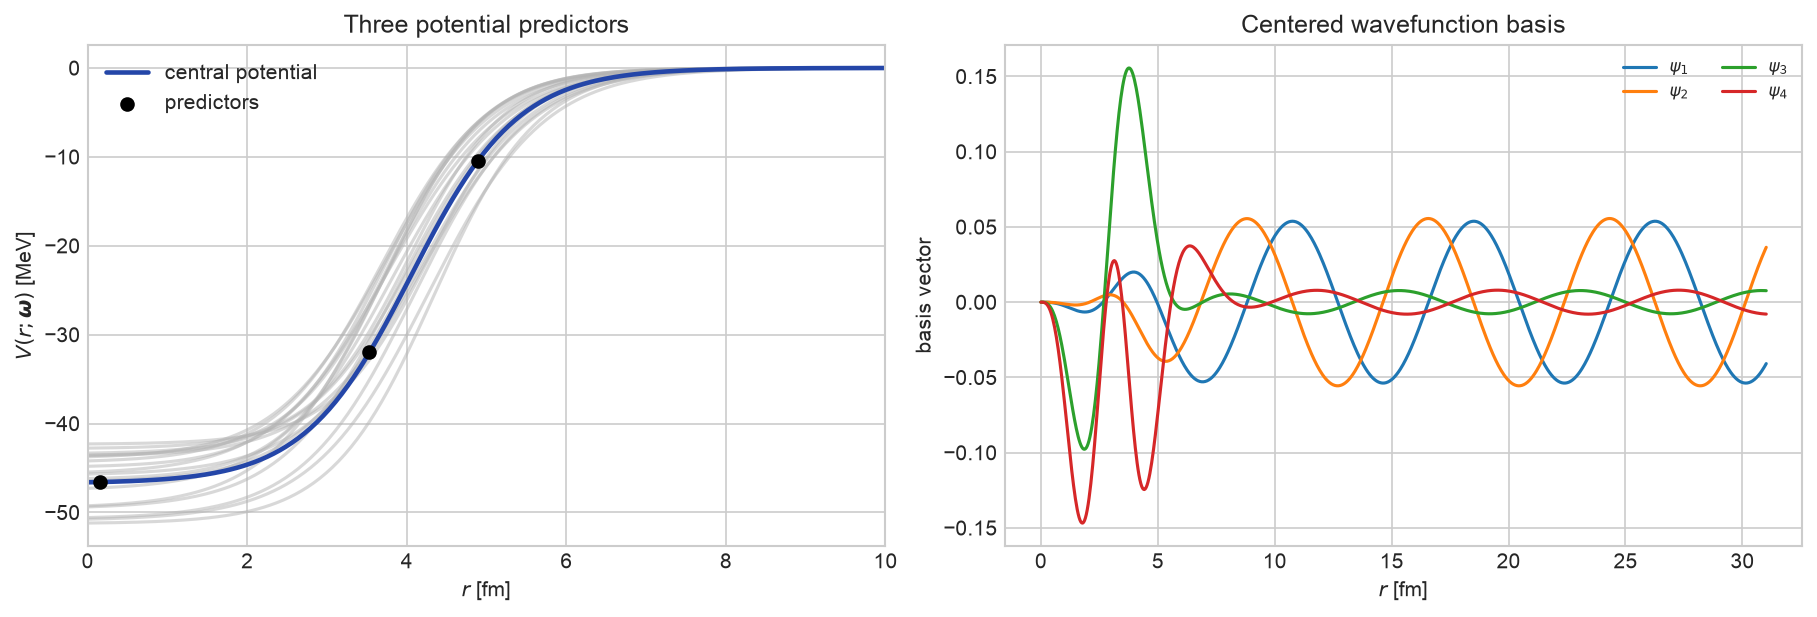 Three potential predictors
central potential
predictors
0
−10
−20
−30
−40
−50
V(r; ω) [MeV]
0 2 4 6 8 10
r [fm]
Centered wavefunction basis
ψ1 ψ3
ψ2 ψ4
0.15
0.10
0.05
0.00
−0.05
−0.10
−0.15
basis vector
0 5 10 15 20 25 30
r [fm]